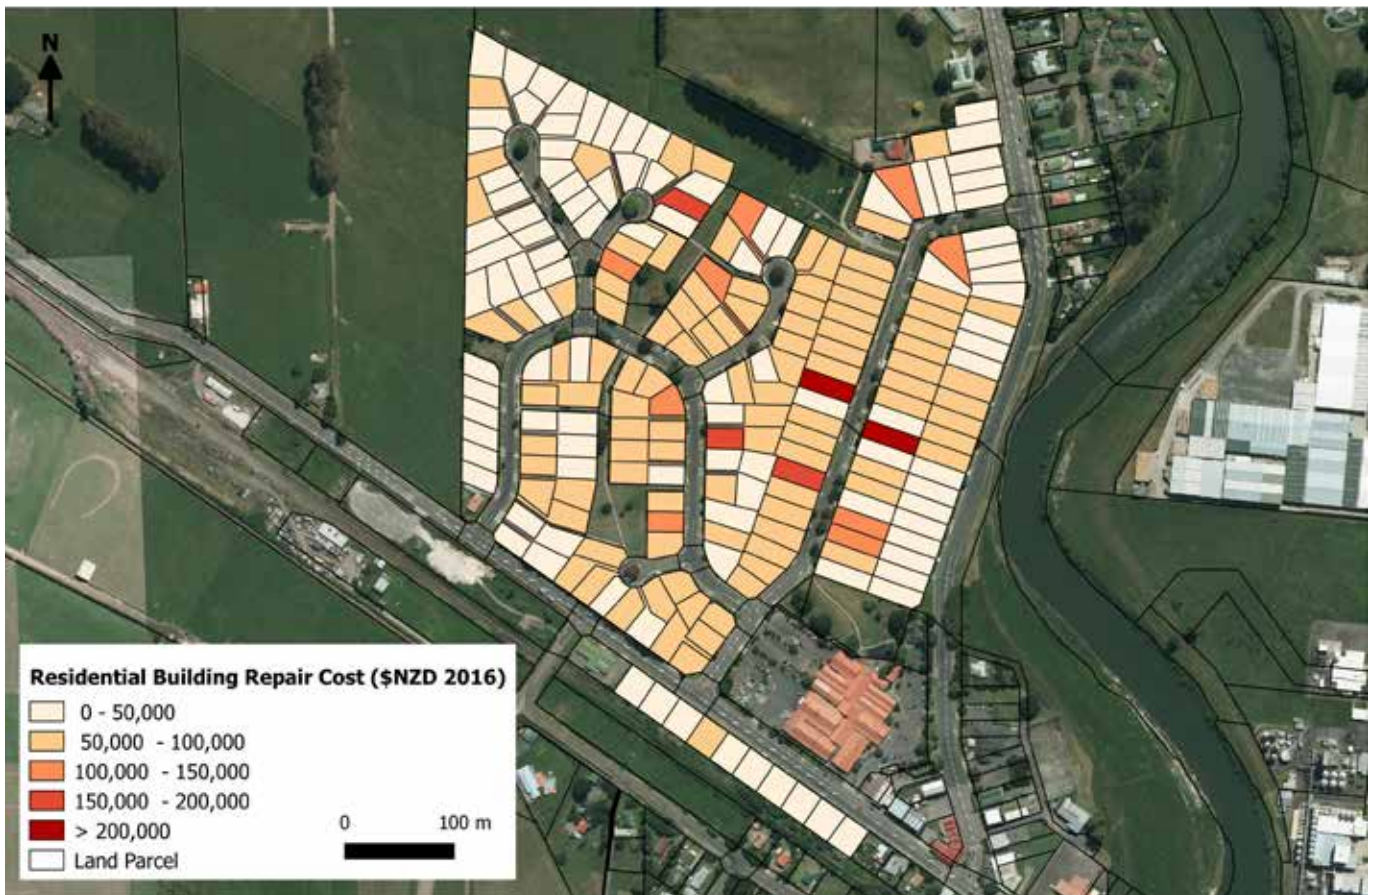 N
Residential Building Repair Cost ($NZD 2016)
0 - 50,000
50,000 - 100,000
100,000 - 150,000
150,000 - 200,000
> 200,000
Land Parcel
0 100 m